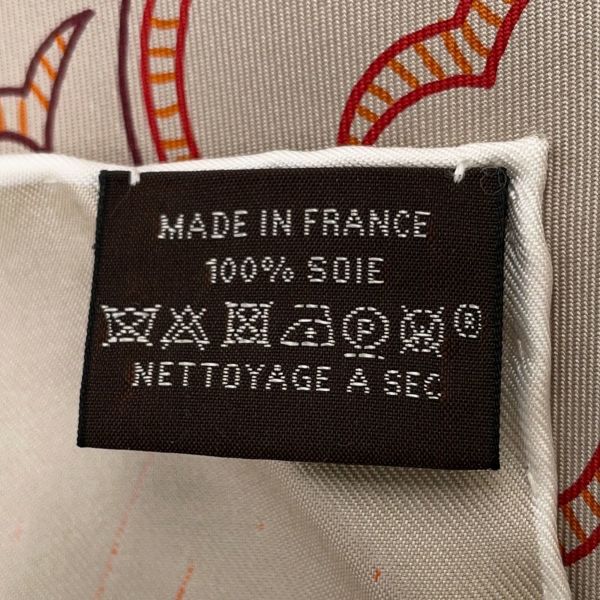 MADE IN FRANCE
100% SOIE
P W ®
NETTOYAGE A SEC